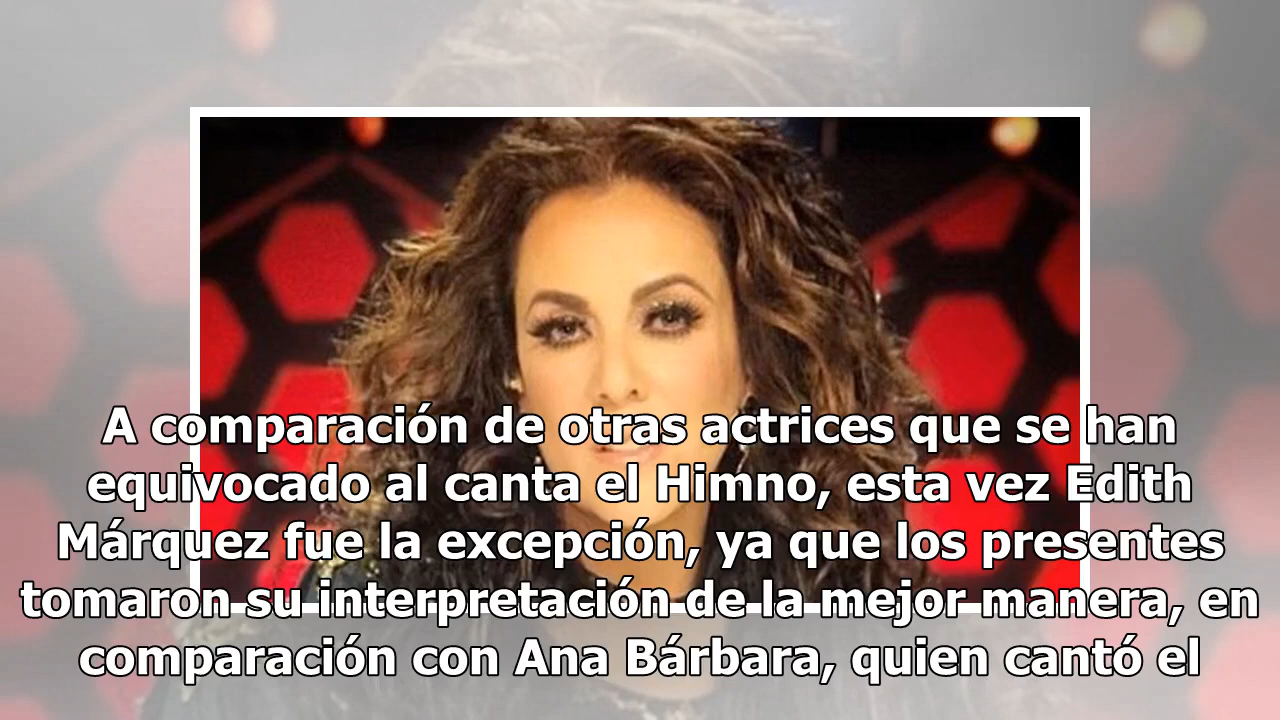 A comparación de otras actrices que se han
equivocado al canta el Himno, esta vez Edith
Márquez fue la excepción, ya que los presentes
tomaron su interpretación de la mejor manera, en
comparación con Ana Bárbara, quien cantó el